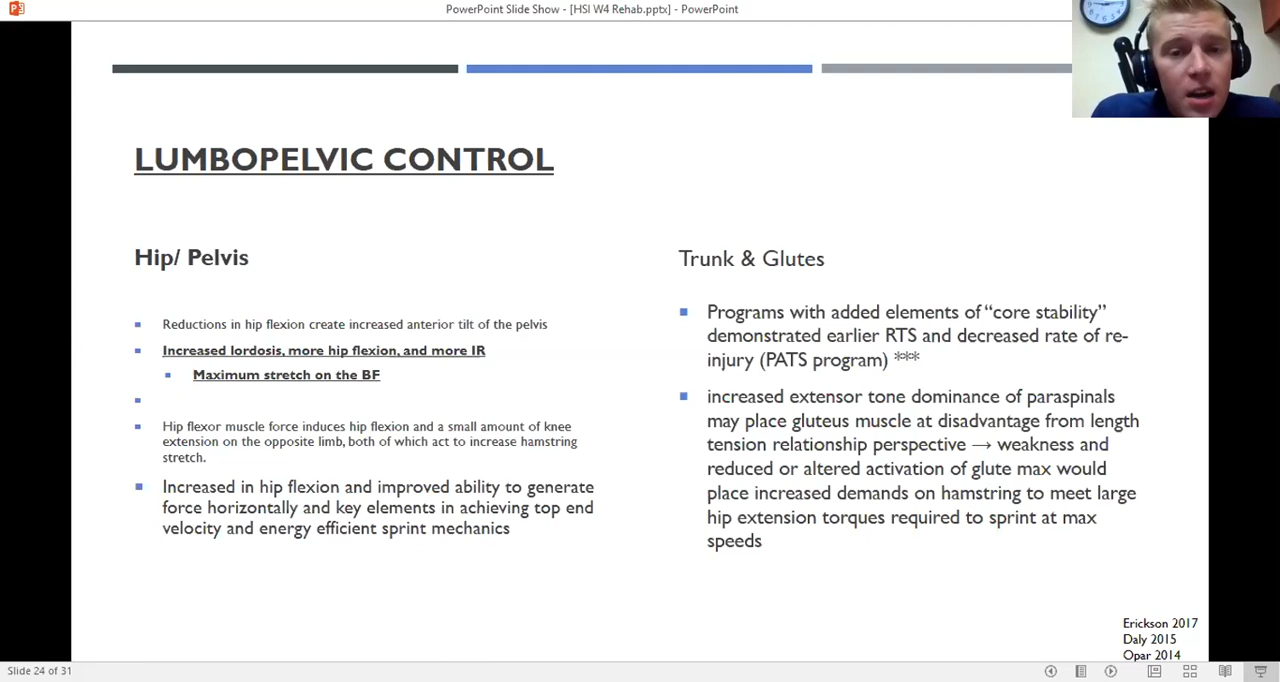 PowerPoint Slide Show - [HSI W4 Rehab.pptx] - PowerPoint
LUMBOPELVIC CONTROL
Hip/ Pelvis
Reductions in hip flexion create increased anterior tilt of the pelvis
Increased lordosis, more hip flexion, and more IR
Maximum stretch on the BF
Hip flexor muscle force induces hip flexion and a small amount of knee
extension on the opposite limb, both of which act to increase hamstring
stretch.
Increased in hip flexion and improved ability to generate
force horizontally and key elements in achieving top end
velocity and energy efficient sprint mechanics
Trunk & Glutes
Programs with added elements of “core stability”
demonstrated earlier RTS and decreased rate of re-
injury (PATS program) ***
increased extensor tone dominance of paraspinals
may place gluteus muscle at disadvantage from length
tension relationship perspective → weakness and
reduced or altered activation of glute max would
place increased demands on hamstring to meet large
hip extension torques required to sprint at max
speeds
Erickson 2017
Daly 2015
Opar 2014
Slide 24 of 31